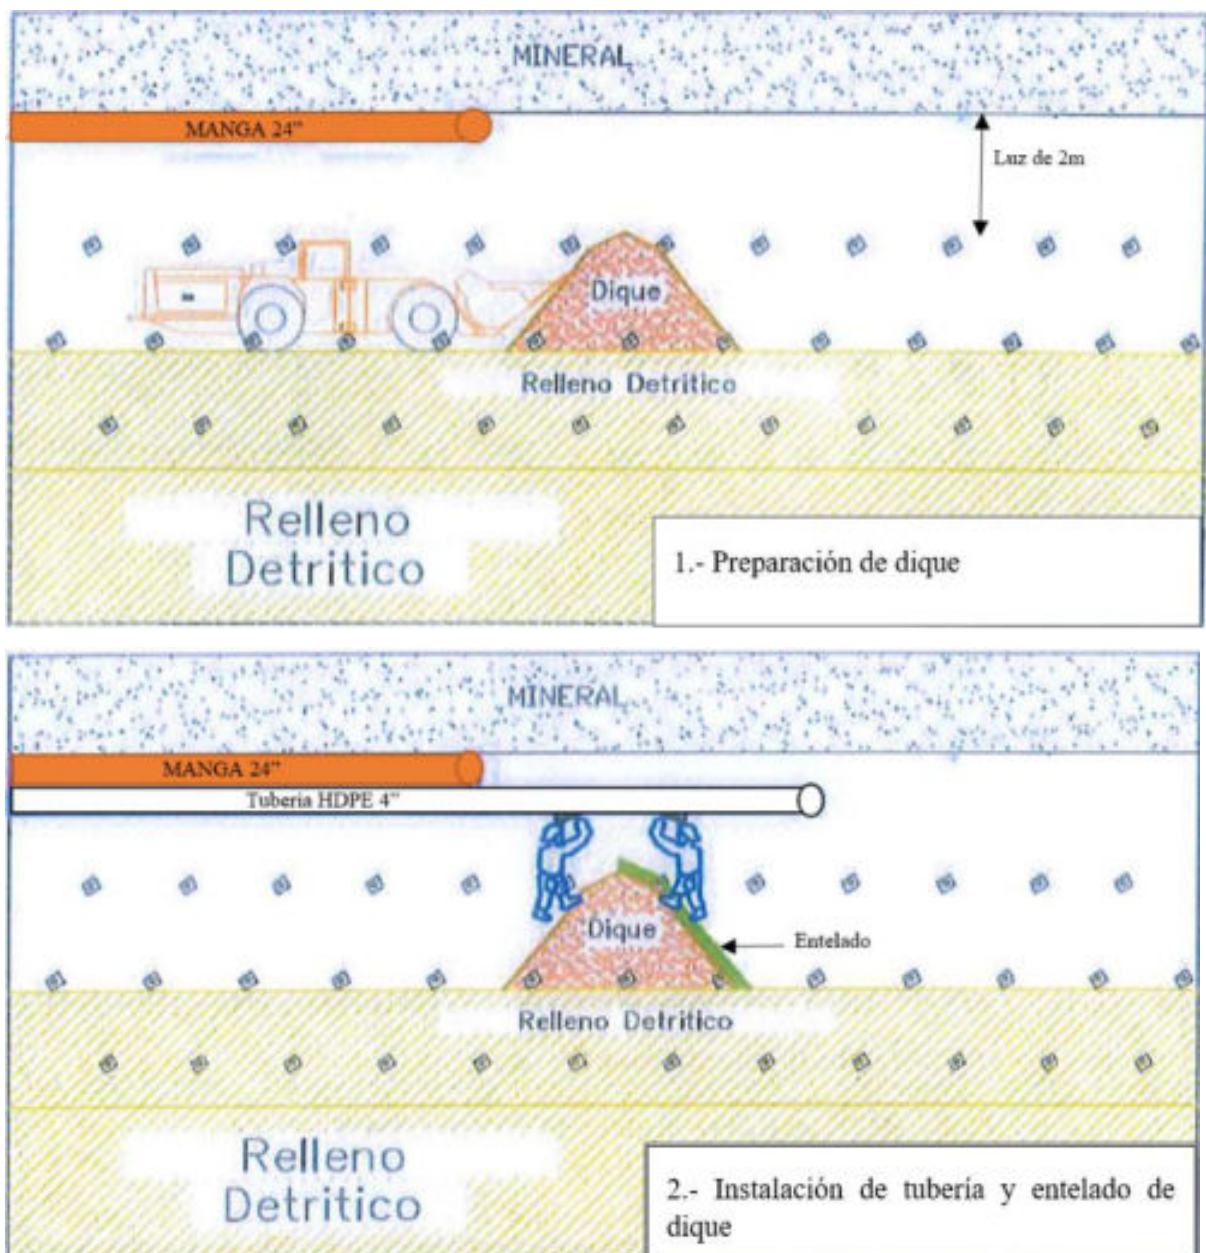 MINERAL
MANGA 24”
Luz de 2m
Dique
Relleno Detritico
Relleno
Detritico
1.- Preparación de dique
MINERAL
MANGA 24”
Tuberia HDPE 4”
Dique
Entelado
Relleno Detritico
Relleno
Detritico
2.- Instalación de tubería y entelado de
dique